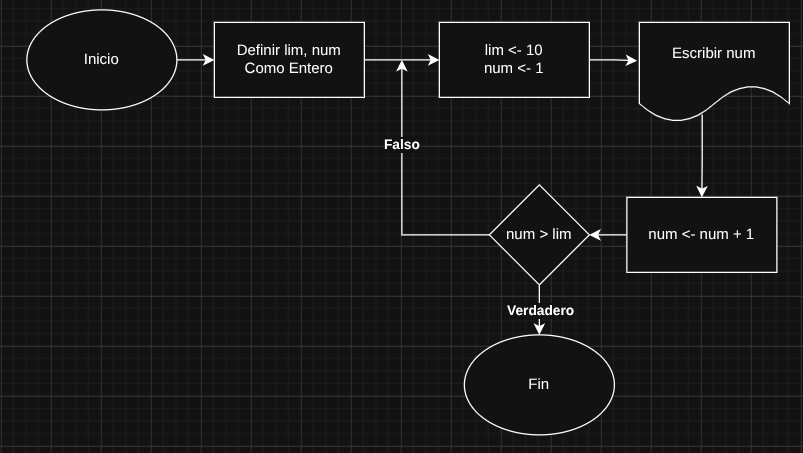 Inicio
Definir lim, num
Como Entero
lim <- 10
num <- 1
Escribir num
Falso
num > lim
num <- num + 1
Verdadero
Fin